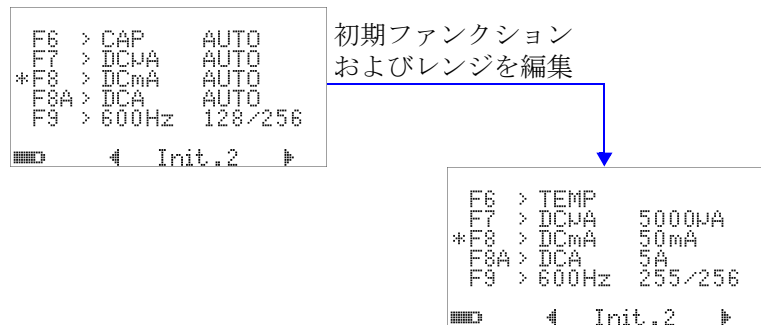 F6 > CAP AUTO
F7 > DCμA AUTO
*F8 > DCmA AUTO
F8A> DCA AUTO
F9 > 600Hz 128/256
Init.2
初期ファンクション
およびレンジを編集
F6 > TEMP
F7 > DCμA 5000μA
*F8 > DCmA 50mA
F8A> DCA 5A
F9 > 600Hz 255/256
Init.2